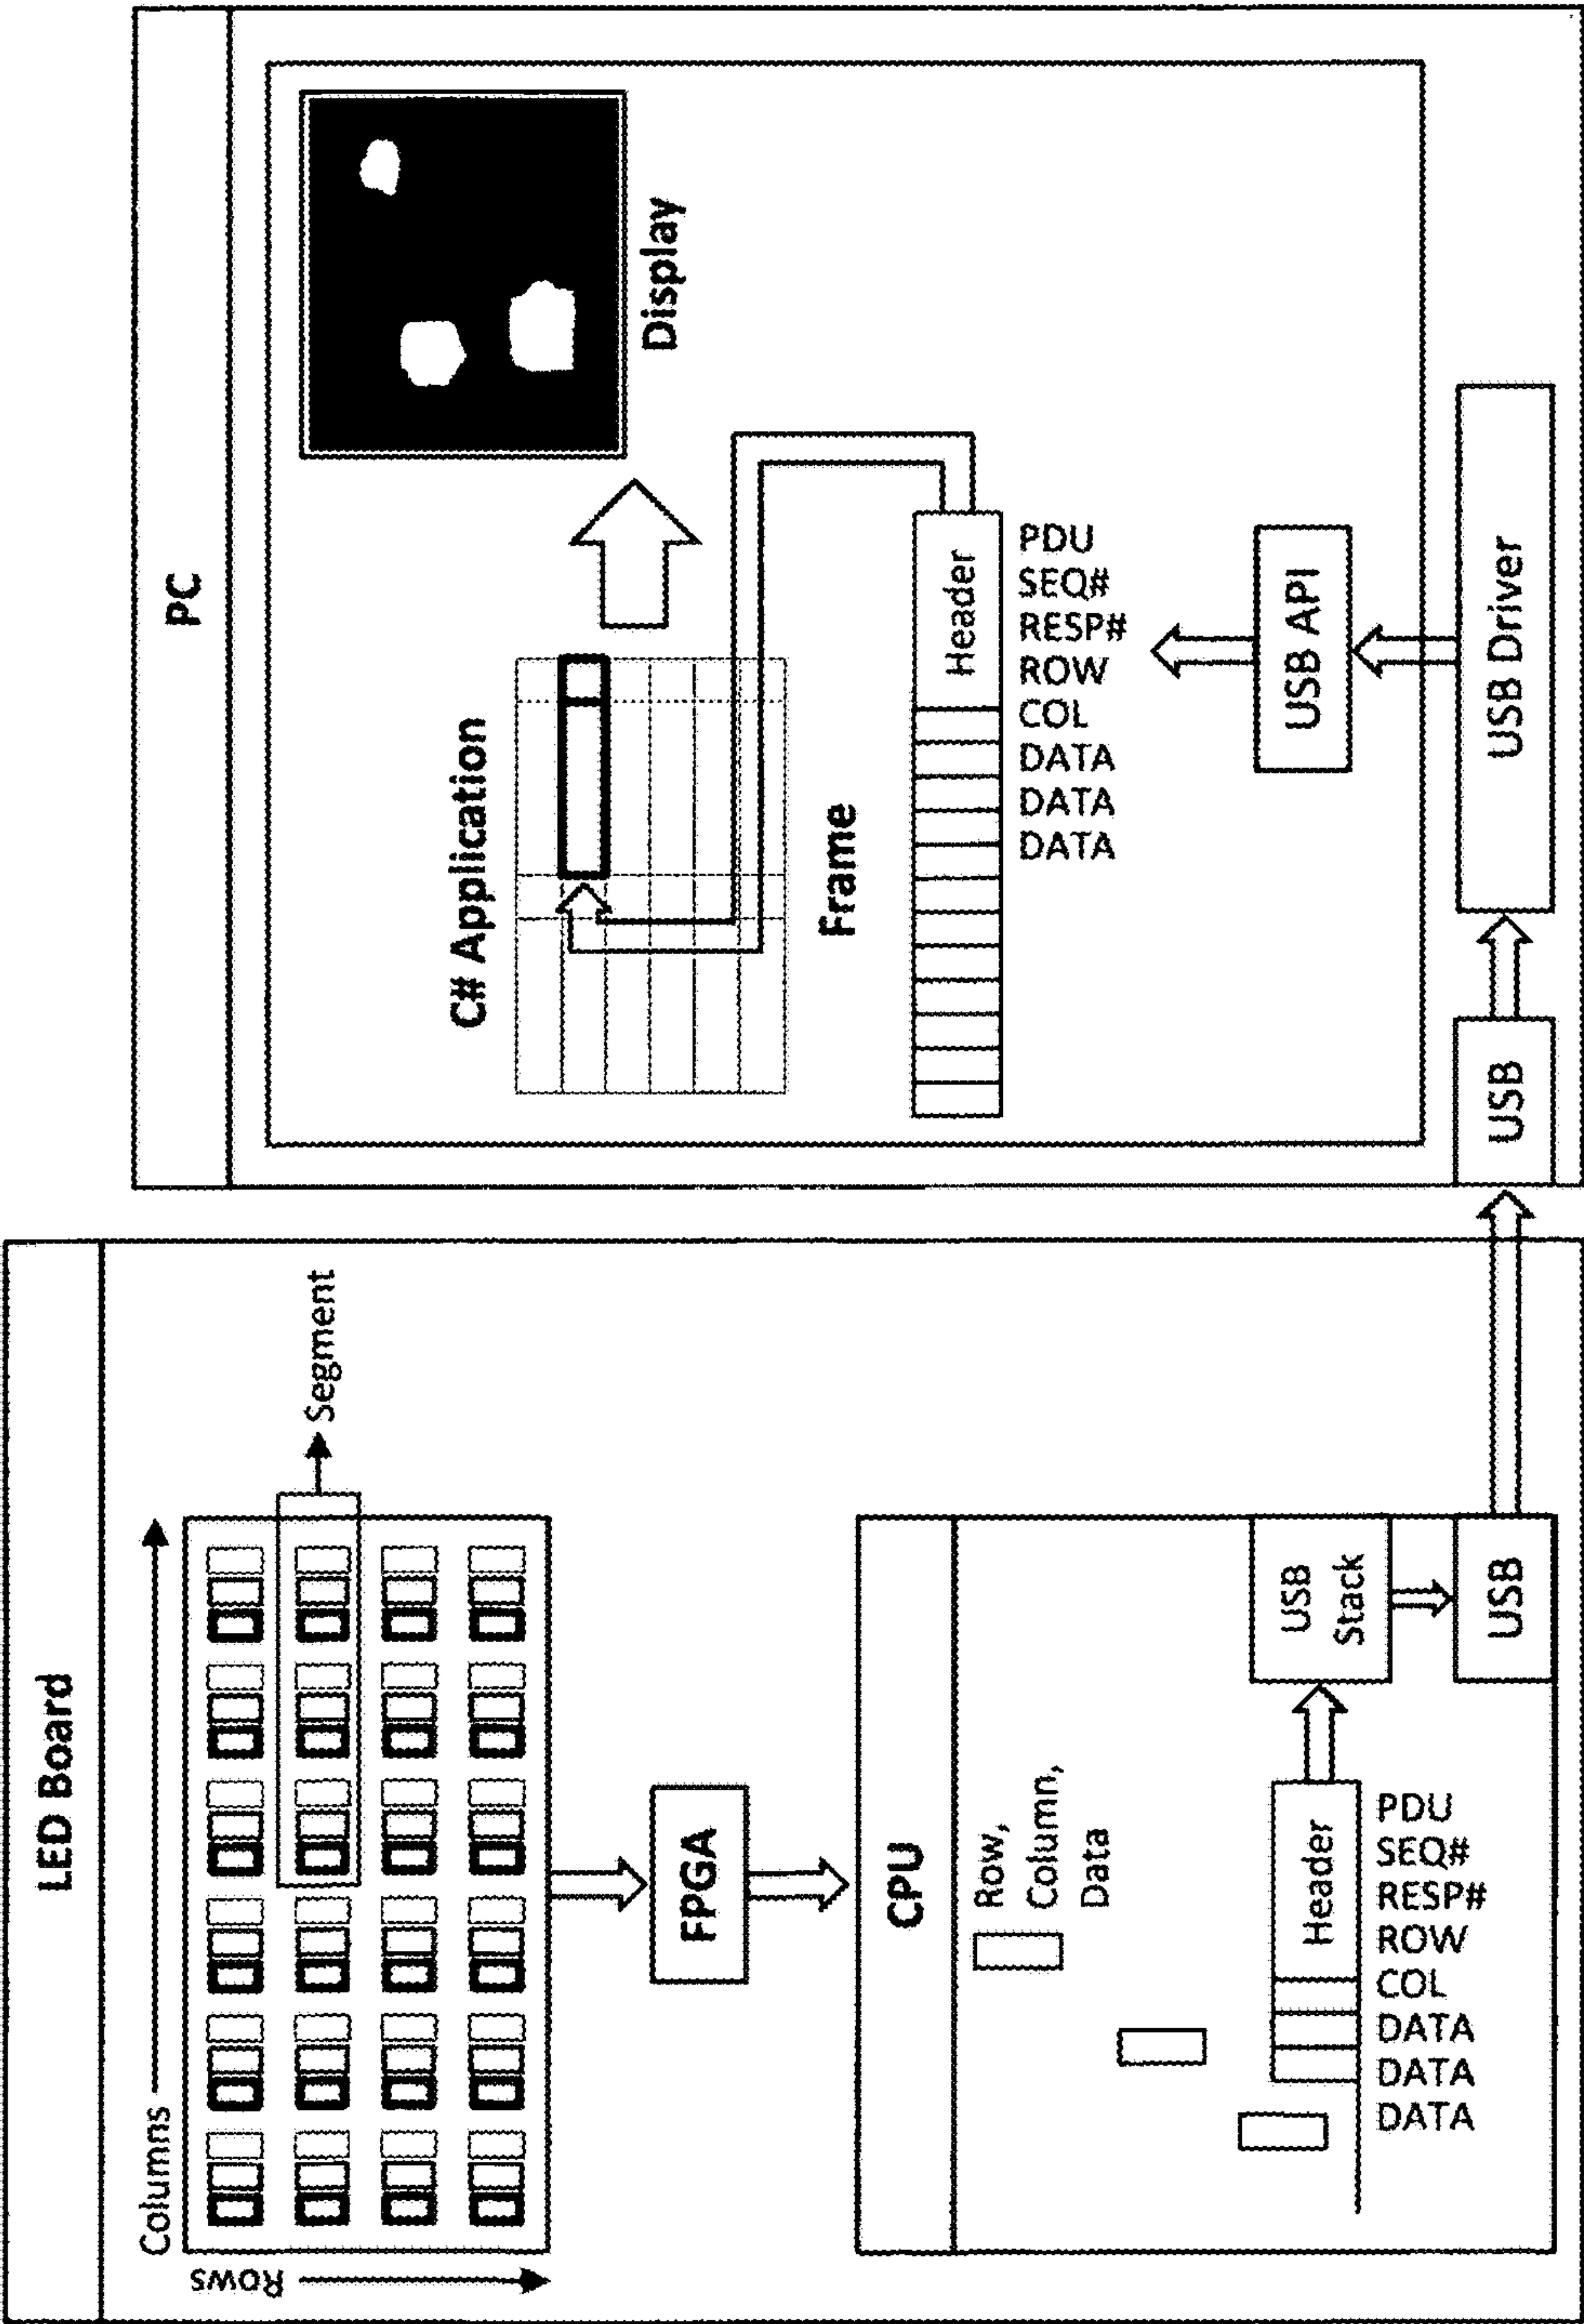 LED Board
Columns
Rows
Segment
FPGA
CPU
Row,
Column,
Data
Header
PDU
SEQ#
RESP#
ROW
COL
DATA
DATA
DATA
USB
Stack
USB
PC
C# Application
Display
Frame
Header
PDU
SEQ#
RESP#
ROW
COL
DATA
DATA
DATA
USB API
USB
USB Driver